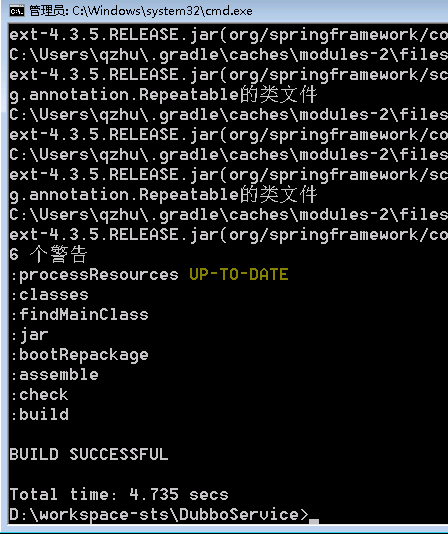 管理员: C:\Windows\system32\cmd.exe
ext-4.3.5.RELEASE.jar(org/springframework/co
C:\Users\qzhu\.gradle\caches\modules-2\files
ext-4.3.5.RELEASE.jar(org/springframework/sc
g.annotation.Repeatable的类文件
C:\Users\qzhu\.gradle\caches\modules-2\files
ext-4.3.5.RELEASE.jar(org/springframework/co
C:\Users\qzhu\.gradle\caches\modules-2\files
ext-4.3.5.RELEASE.jar(org/springframework/sc
g.annotation.Repeatable的类文件
C:\Users\qzhu\.gradle\caches\modules-2\files
ext-4.3.5.RELEASE.jar(org/springframework/co
6 个警告
:processResources UP-TO-DATE
:classes
:findMainClass
:jar
:bootRepackage
:assemble
:check
:build
BUILD SUCCESSFUL
Total time: 4.735 secs
D:\workspace-sts\DubboService>